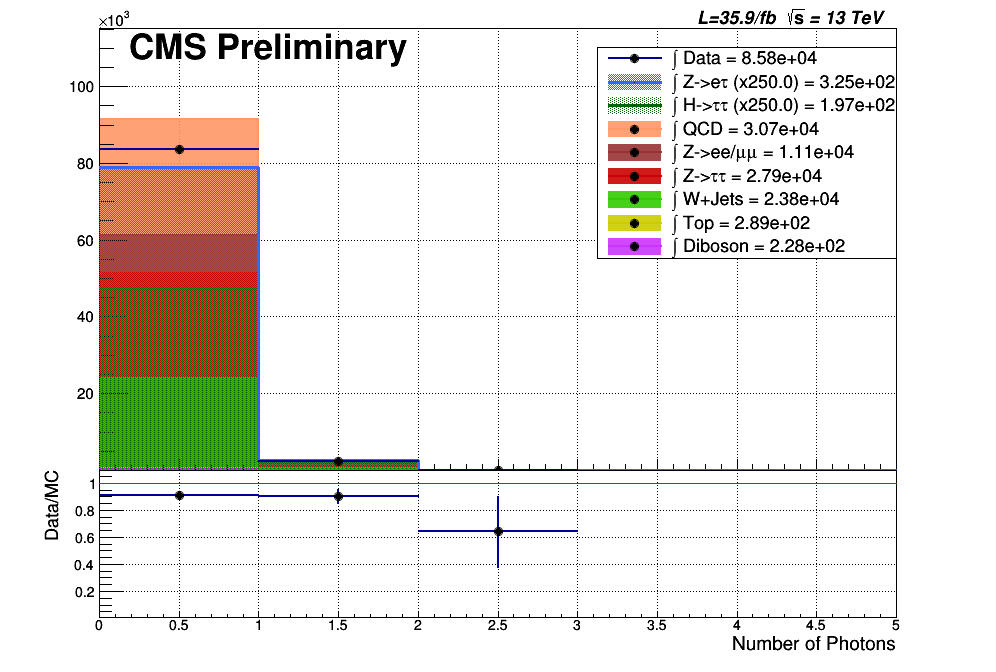 L=35.9/fb √s = 13 TeV
×10³
CMS Preliminary
∫ Data = 8.58e+04
∫ Z->eτ (x250.0) = 3.25e+02
∫ H->ττ (x250.0) = 1.97e+02
∫ QCD = 3.07e+04
∫ Z->ee/μμ = 1.11e+04
∫ Z->ττ = 2.79e+04
∫ W+Jets = 2.38e+04
∫ Top = 2.89e+02
∫ Diboson = 2.28e+02
100
80
60
40
20
Data/MC
1
0.8
0.6
0.4
0.2
0 0.5 1 1.5 2 2.5 3 3.5 4 4.5 5
Number of Photons